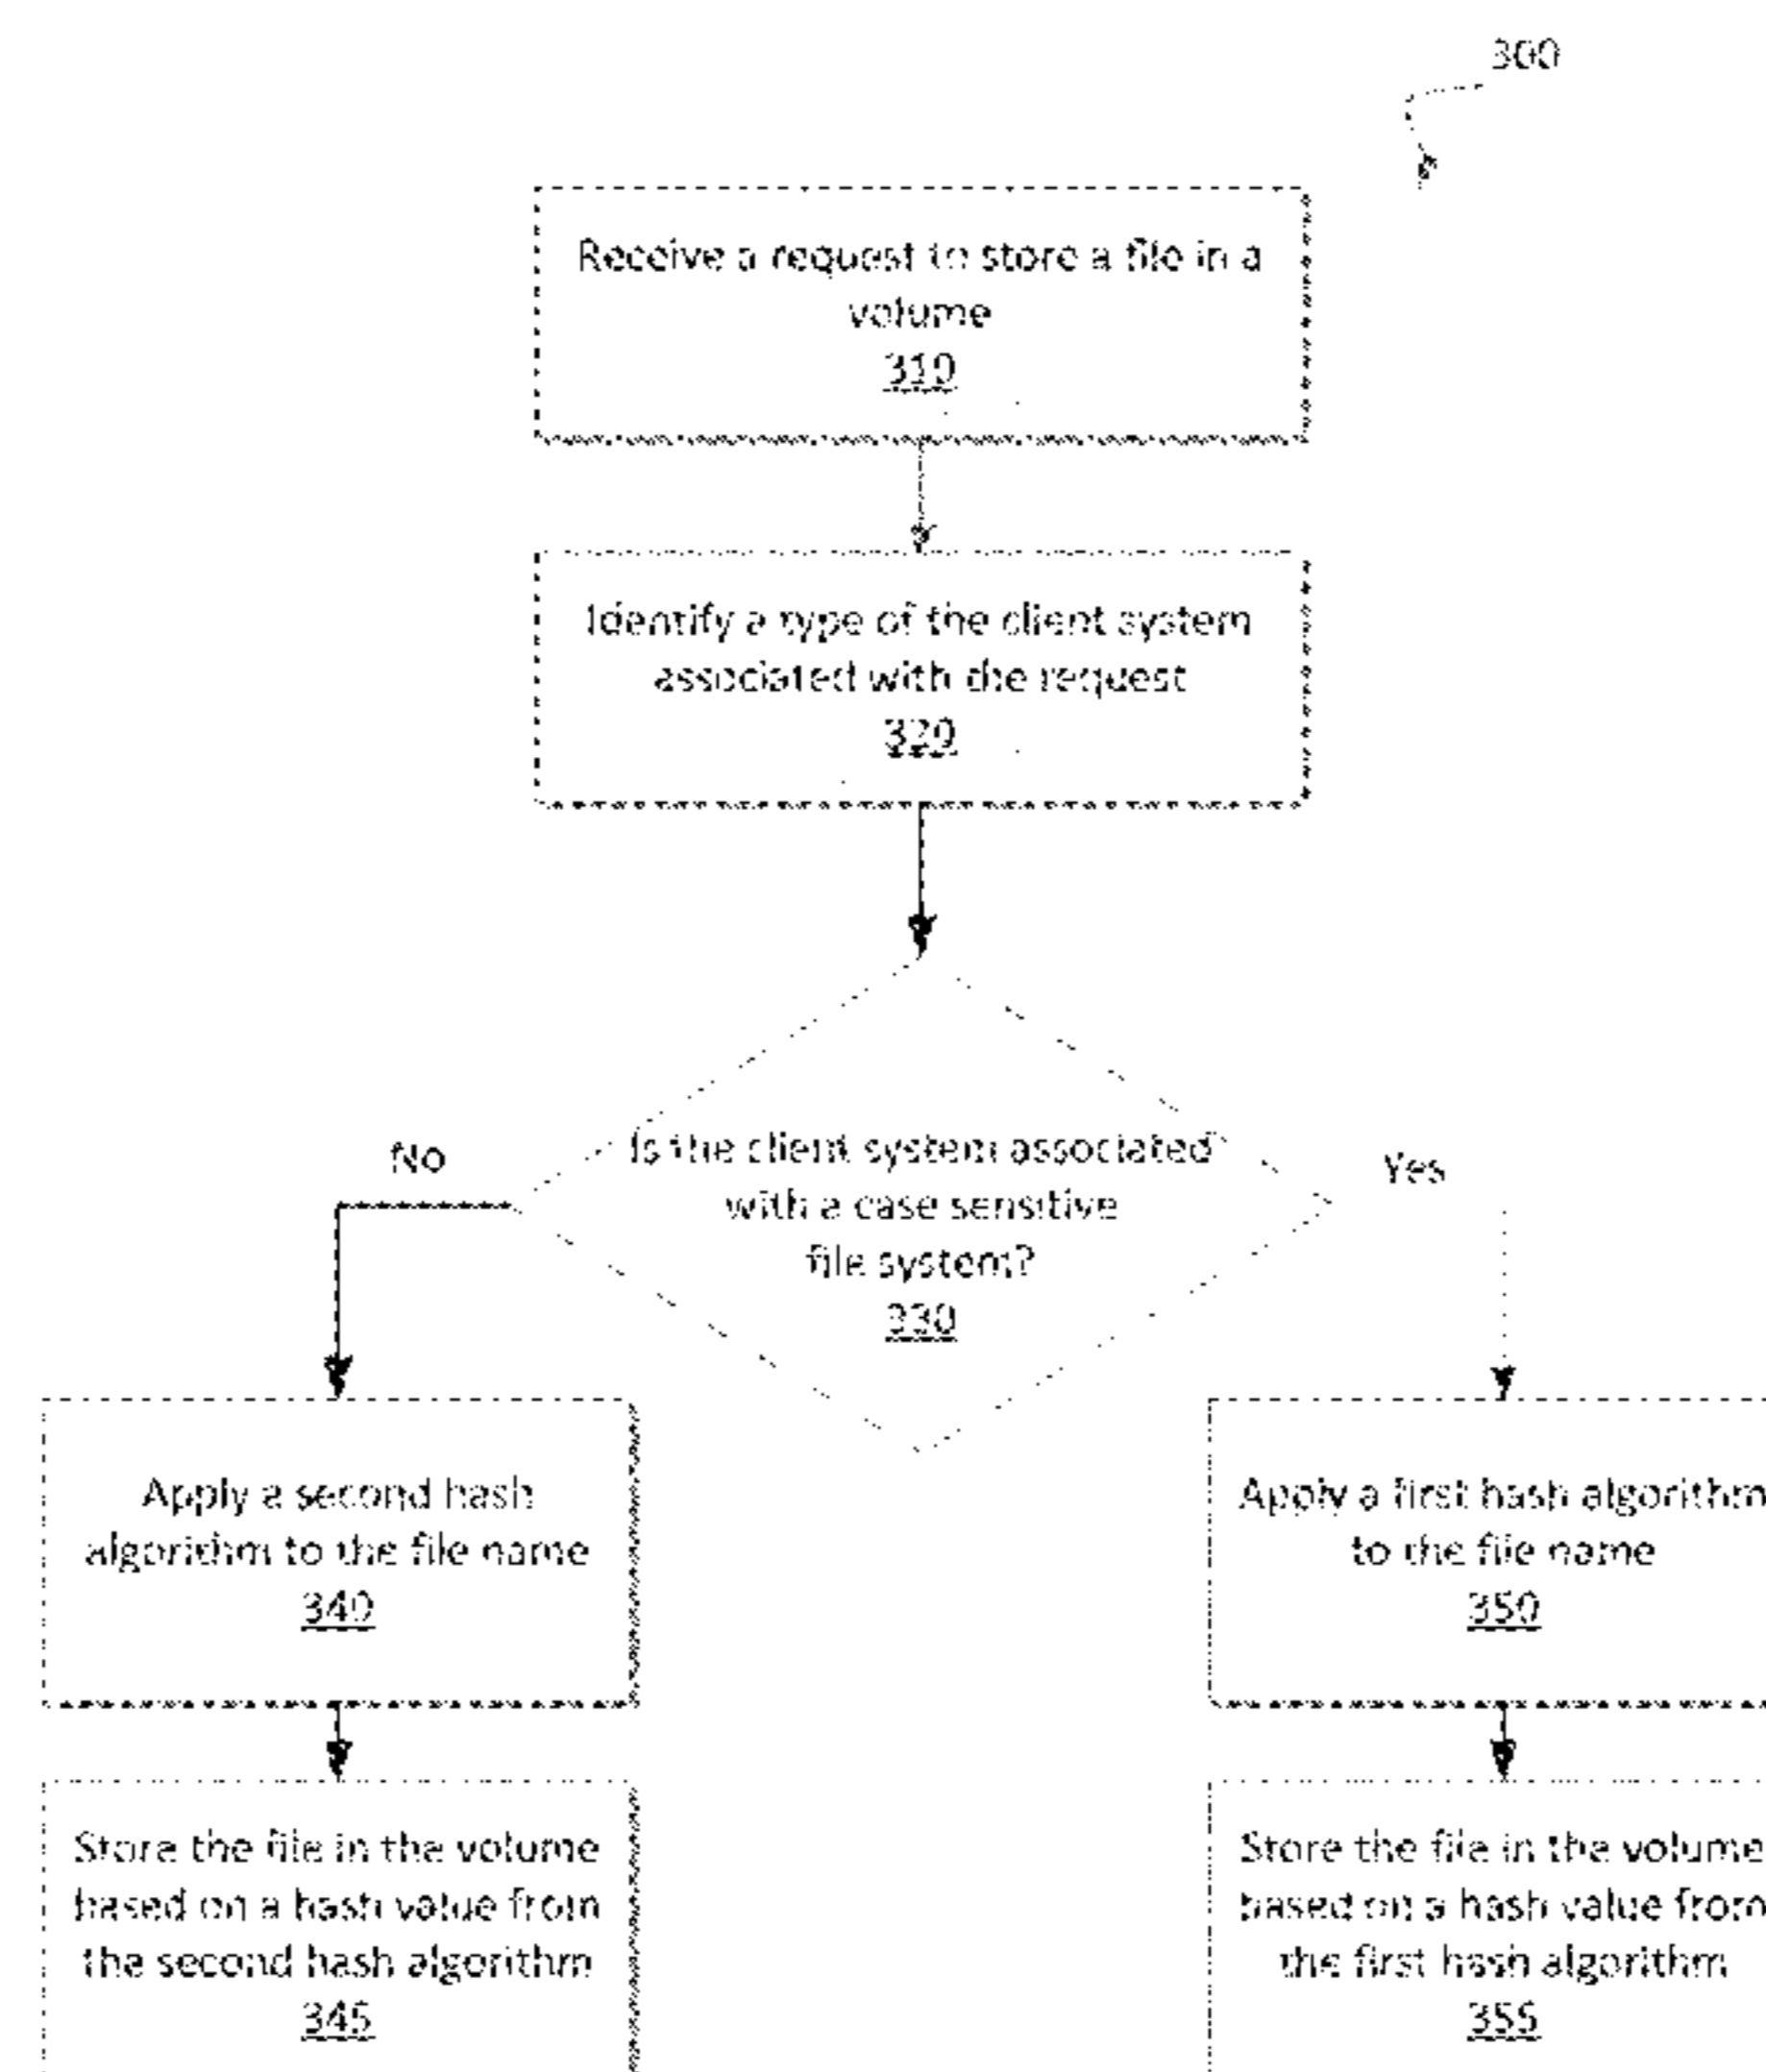 300
Receive a request to store a file in a
volume
310
Identify a type of the client system
associated with the request
320
Is the client system associated
with a case sensitive
file system?
330
No
Yes
Apply a second hash
algorithm to the file name
340
Apply a first hash algorithm
to the file name
350
Store the file in the volume
based on a hash value from
the second hash algorithm
345
Store the file in the volume
based on a hash value from
the first hash algorithm
355